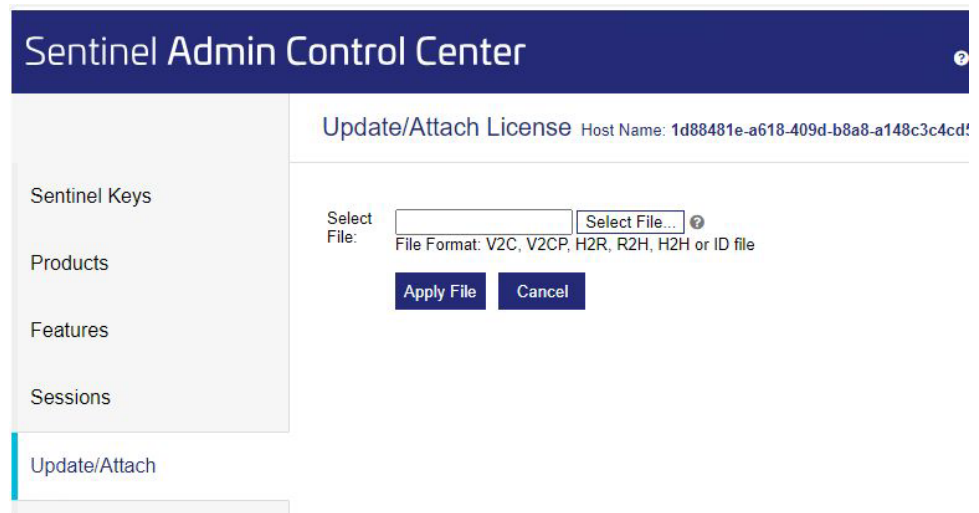 Sentinel Admin Control Center
Update/Attach License Host Name: 1d88481e-a618-409d-b8a8-a148c3c4cd5
Sentinel Keys
Products
Features
Sessions
Update/Attach
Select File:
Select File...
File Format: V2C, V2CP, H2R, R2H, H2H or ID file
Apply File
Cancel